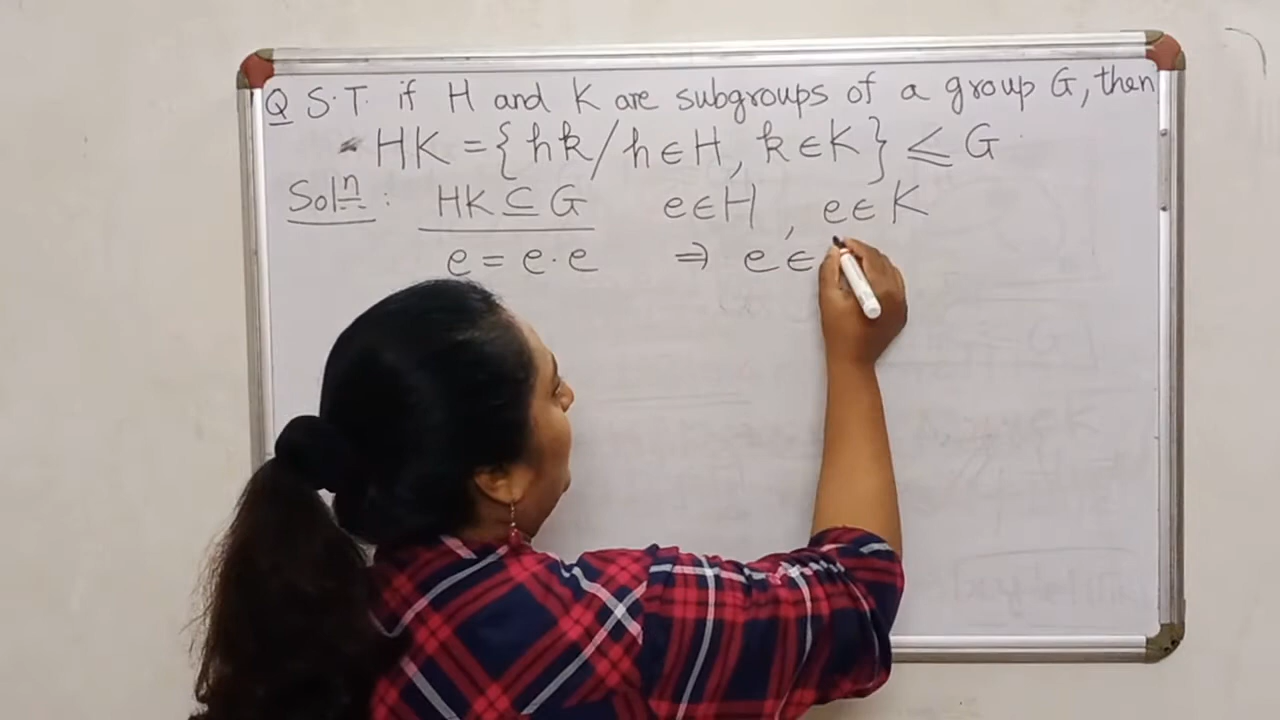 Q S.T. if H and K are subgroups of a group G, then
HK = {hk / h ∈ H, k ∈ K} ≤ G
Solⁿ : HK ⊆ G e ∈ H, e ∈ K
e = e · e ⇒ e ∈